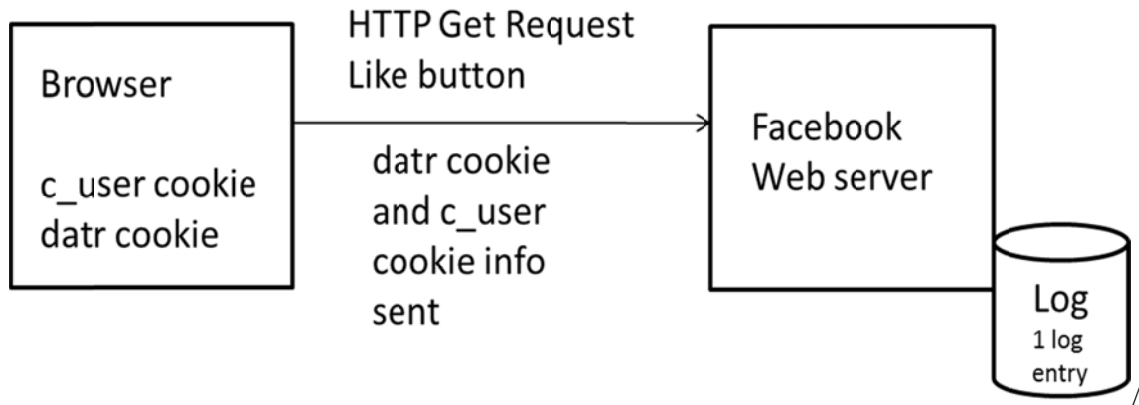 Browser
c_user cookie
datr cookie
HTTP Get Request
Like button
datr cookie
and c_user
cookie info
sent
Facebook
Web server
Log
1 log
entry